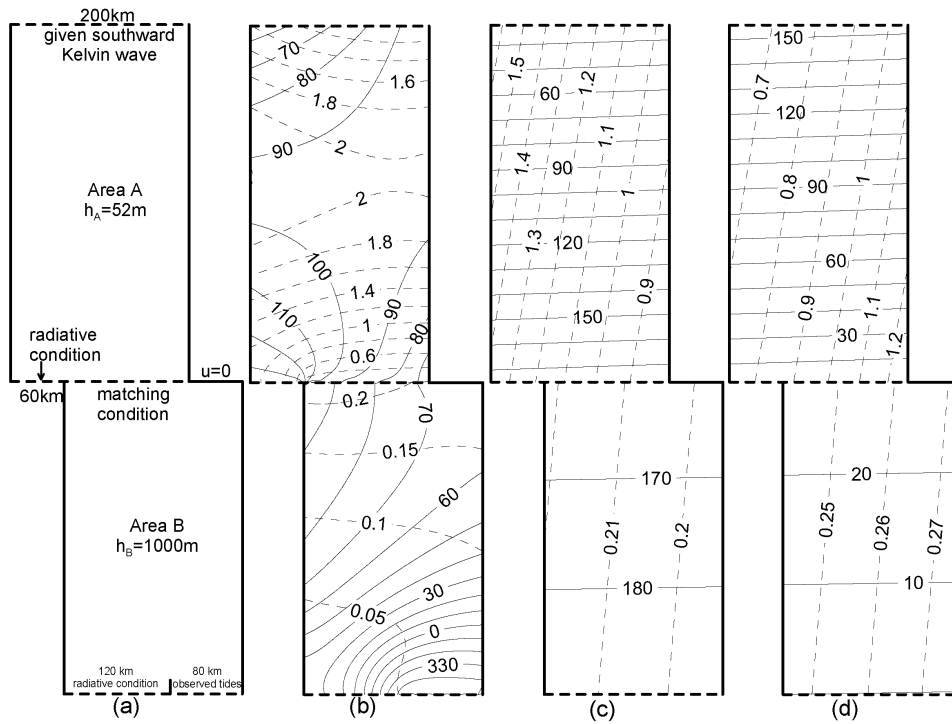 200km
given southward
Kelvin wave
Area A
hA=52m
radiative
condition
u=0
60km
matching
condition
Area B
hB=1000m
120 km
radiative condition
80 km
observed tides
(a)
70
80
1.6
1.8
90
2
2
1.8
100
1.4
90
110
1
80
0.6
0.2
70
0.15
60
0.1
0.05
30
0
330
(b)
1.5
1.2
60
1.1
1.4
90
1
1.3
120
0.9
150
170
0.21
0.2
180
(c)
150
0.7
120
0.8
90
1
60
0.9
1.1
30
1.2
20
0.25
0.26
0.27
10
(d)